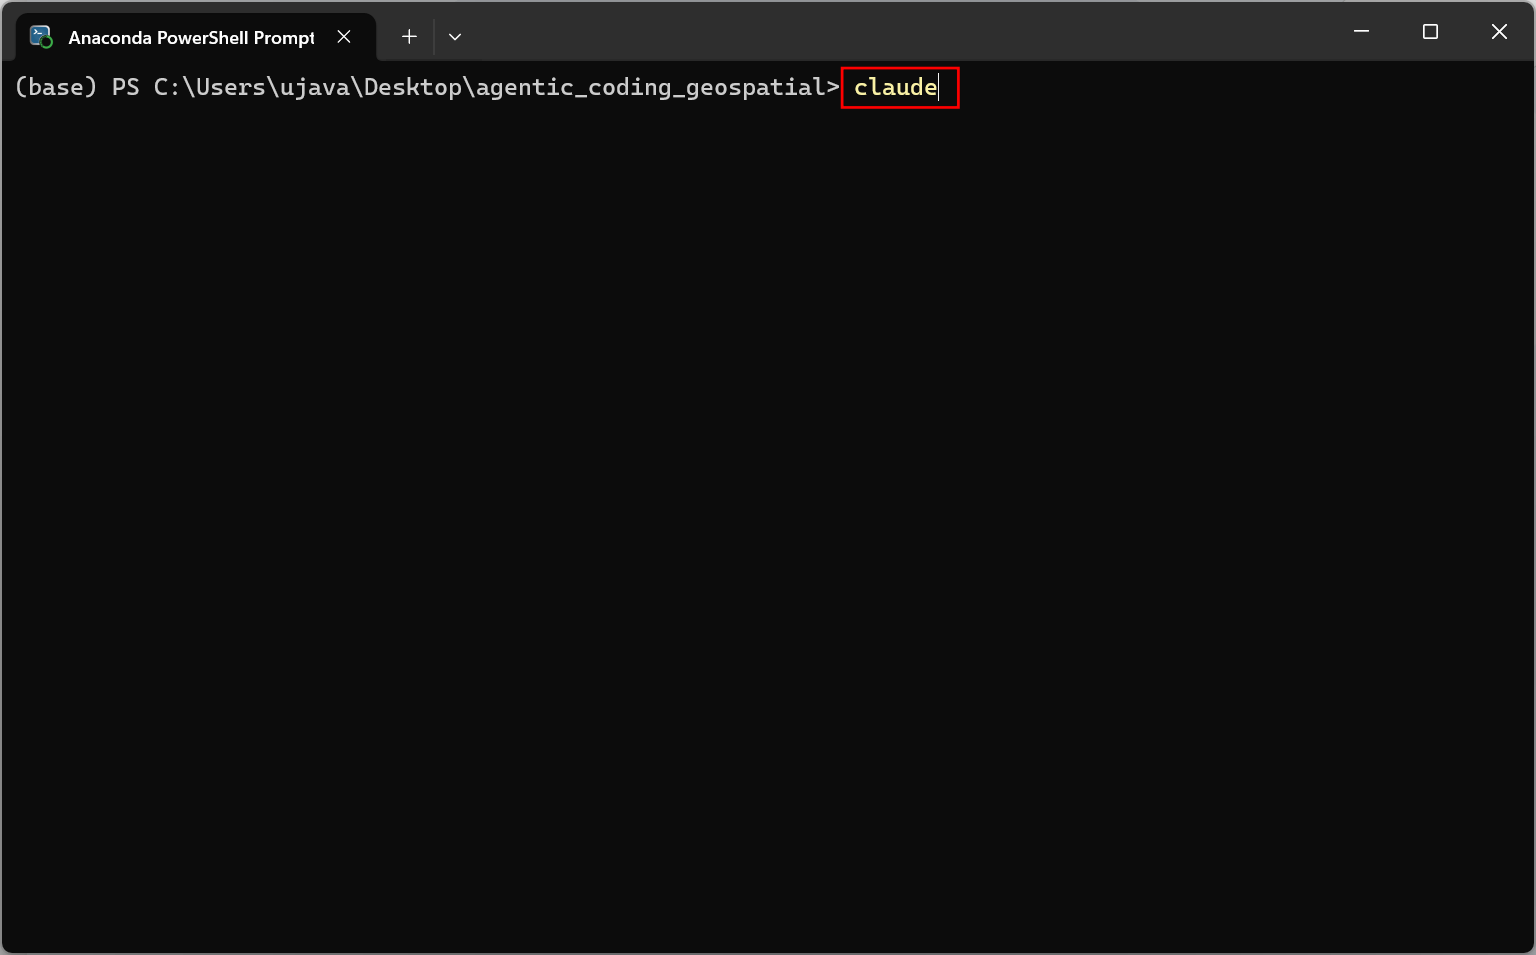 Anaconda PowerShell Prompt
(base) PS C:\Users\ujava\Desktop\agentic_coding_geospatial> claude